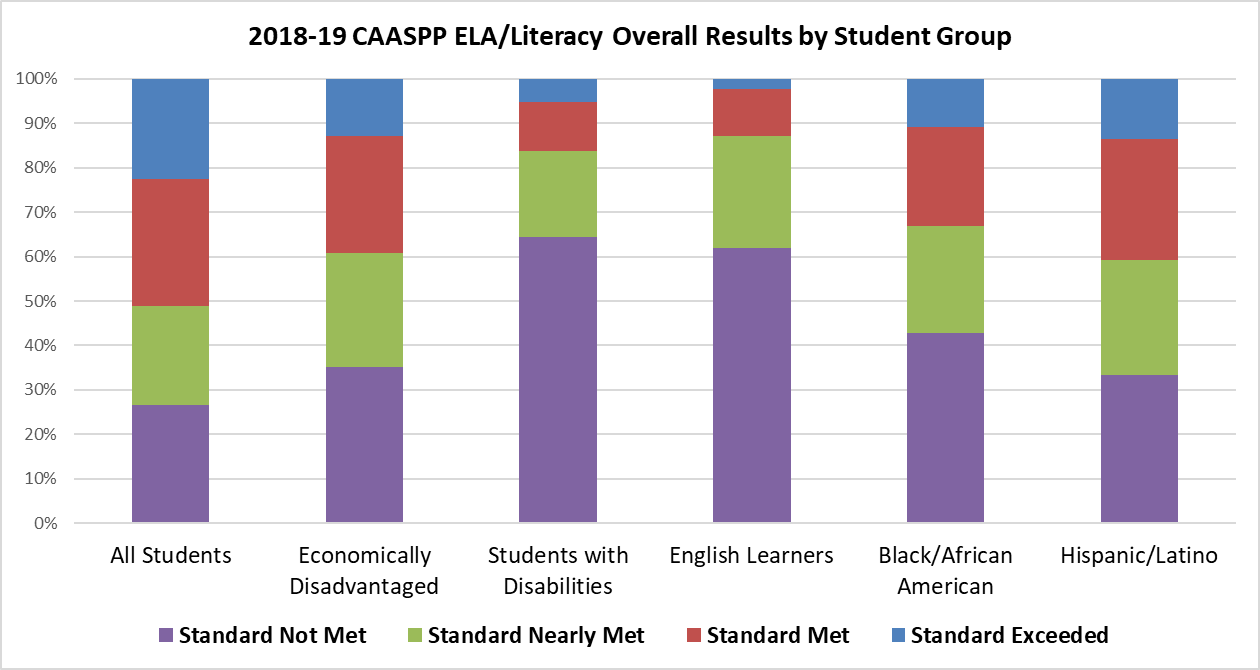 2018-19 CAASPP ELA/Literacy Overall Results by Student Group
100%
90%
80%
70%
60%
50%
40%
30%
20%
10%
0%
All Students
Economically
Disadvantaged
Students with
Disabilities
English Learners
Black/African
American
Hispanic/Latino
Standard Not Met
Standard Nearly Met
Standard Met
Standard Exceeded